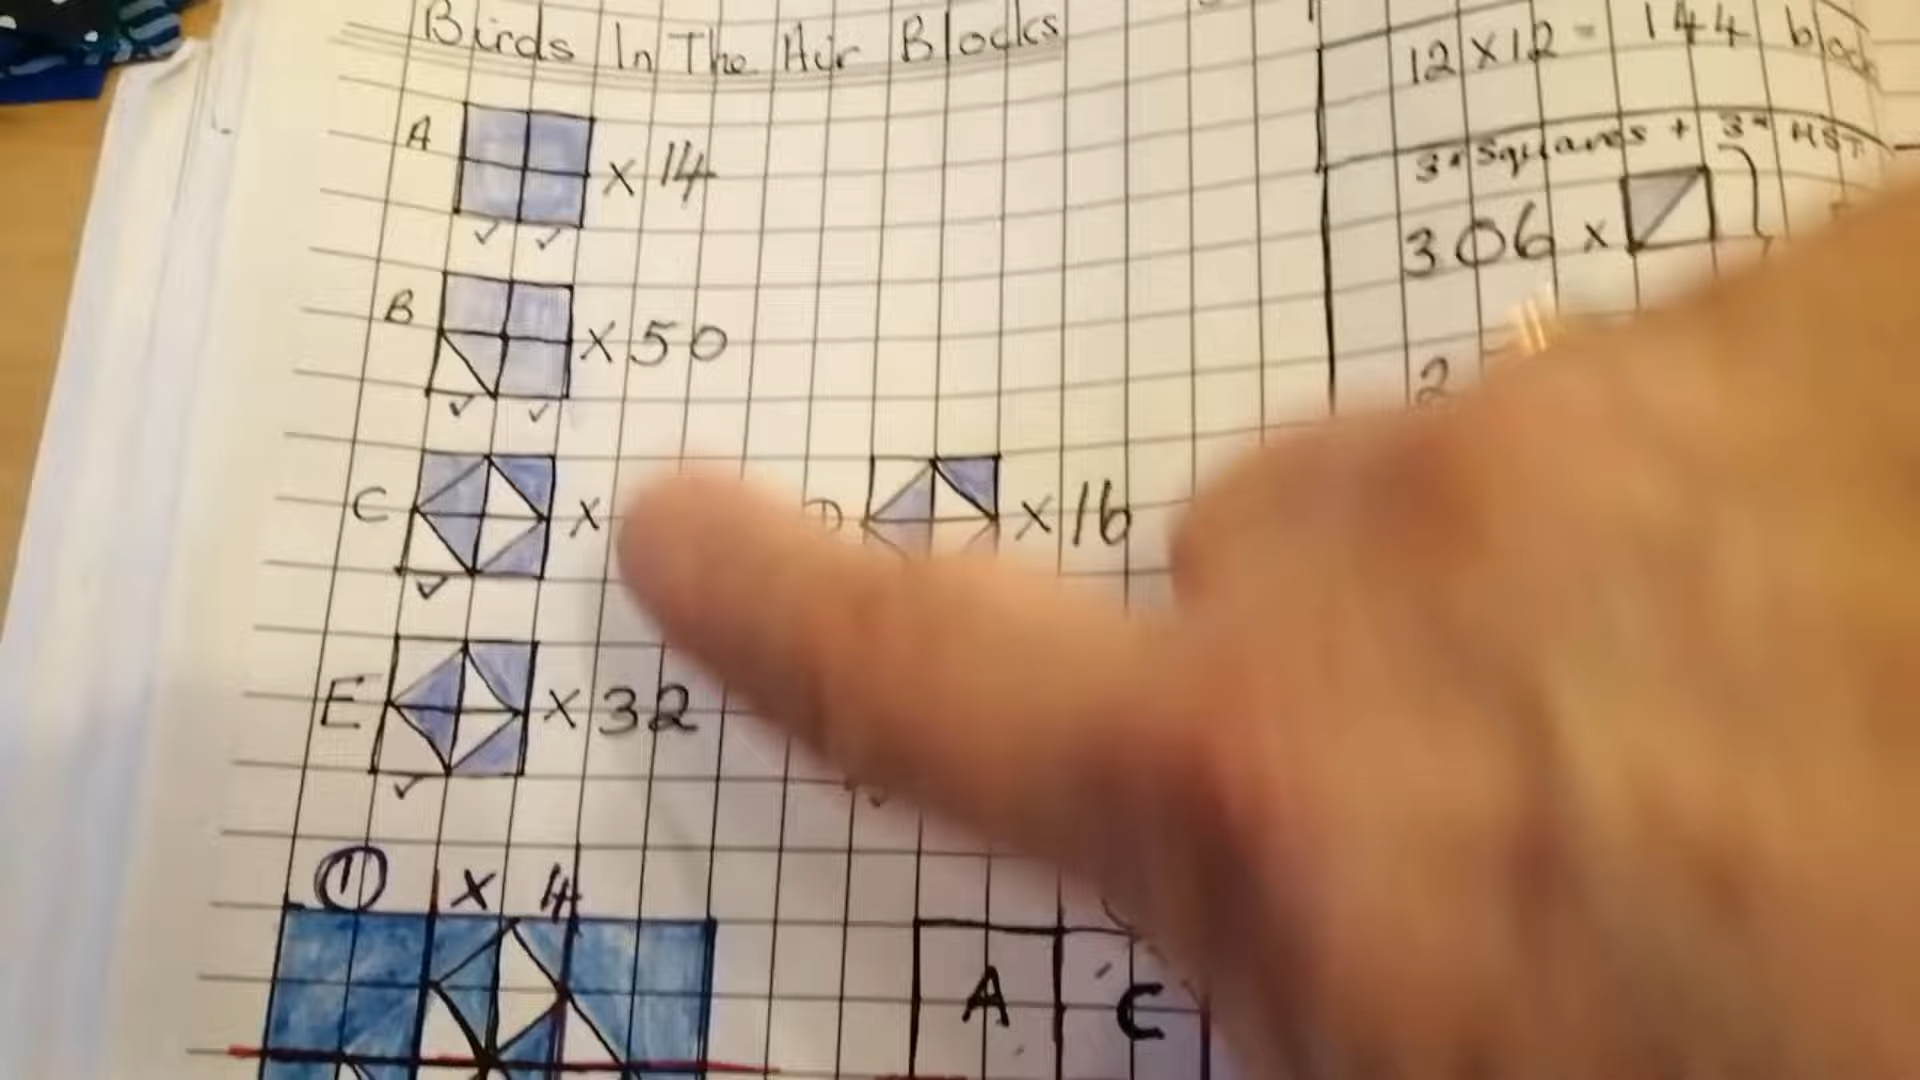 Birds In The Air Blocks
A x 14
B x 50
C x
D x 16
E x 32
① x 4
A C
12 x 12 = 144
3" Squares + 3" HST
306 x
2